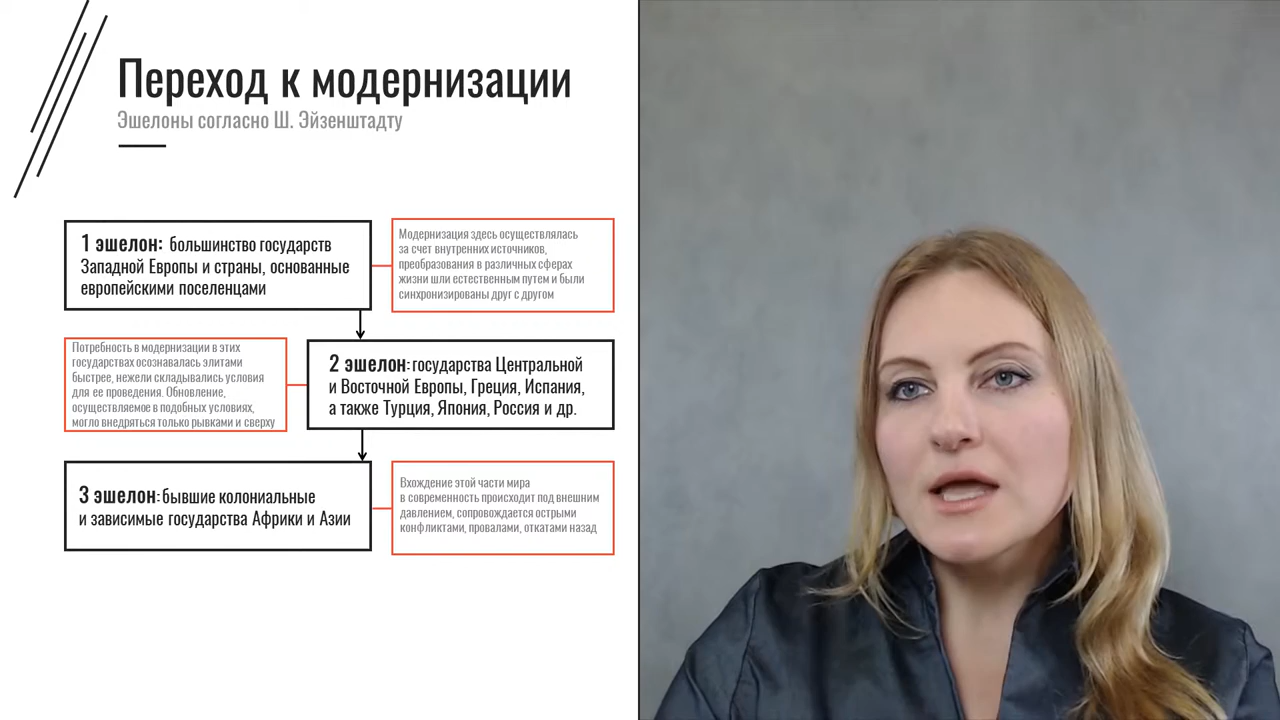 Переход к модернизации
Эшелоны согласно Ш. Эйзенштадту
1 эшелон: большинство государств
Западной Европы и страны, основанные
европейскими поселенцами
Модернизация здесь осуществлялась
за счет внутренних источников,
преобразования в различных сферах
жизни шли естественным путем и были
синхронизированы друг с другом
Потребность в модернизации в этих
государствах осознавалась элитами
быстрее, нежели складывались условия
для ее проведения. Обновление,
осуществляемое в подобных условиях,
могло внедряться только рывками и сверху
2 эшелон: государства Центральной
и Восточной Европы, Греция, Испания,
а также Турция, Япония, Россия и др.
3 эшелон: бывшие колониальные
и зависимые государства Африки и Азии
Вхождение этой части мира
в современность происходит под внешним
давлением, сопровождается острыми
конфликтами, провалами, откатами назад